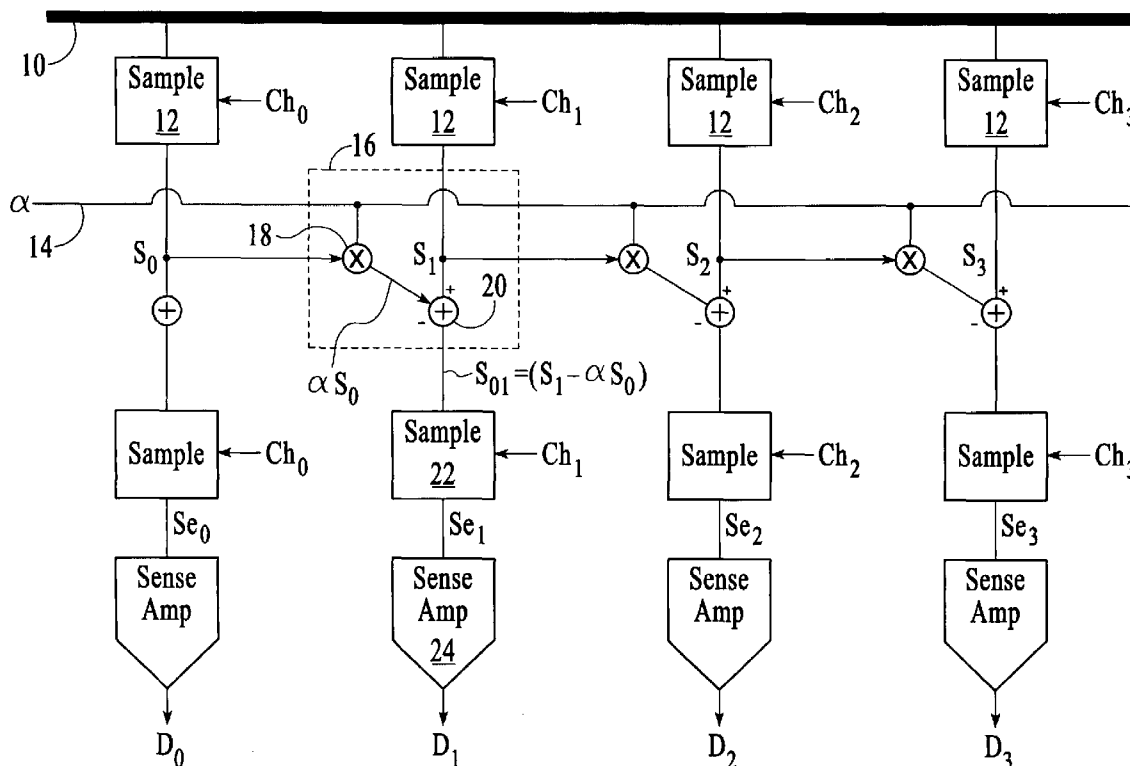 10
Sample
12
Ch0
Sample
12
Ch1
Sample
12
Ch2
Sample
12
Ch3
16
α
14
18
S0
X
S1
X
S2
X
S3
+
+
+
+
-
+
20
-
+
-
+
αS0
S01=(S1-αS0)
Sample
Ch0
Sample
22
Ch1
Sample
Ch2
Sample
Ch3
Se0
Se1
Se2
Se3
Sense
Amp
Sense
Amp
24
Sense
Amp
Sense
Amp
D0
D1
D2
D3